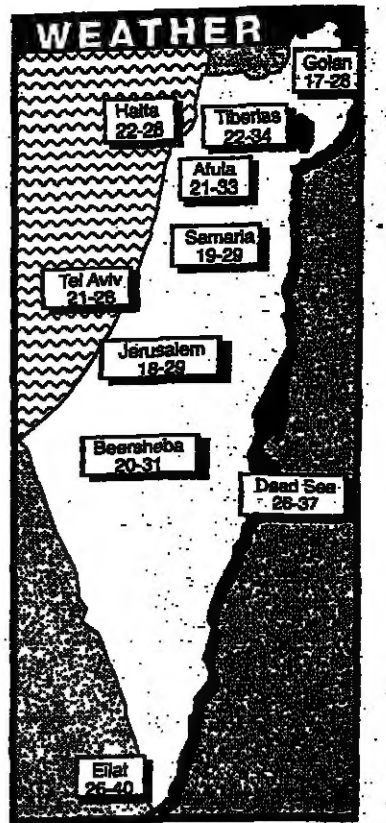 WEATHER
Golan
17-28
Haifa
22-28
Tiberias
22-34
Afula
21-33
Samaria
19-29
Tel Aviv
21-28
Jerusalem
18-29
Beersheba
20-31
Dead Sea
26-37
Eilat
26-40